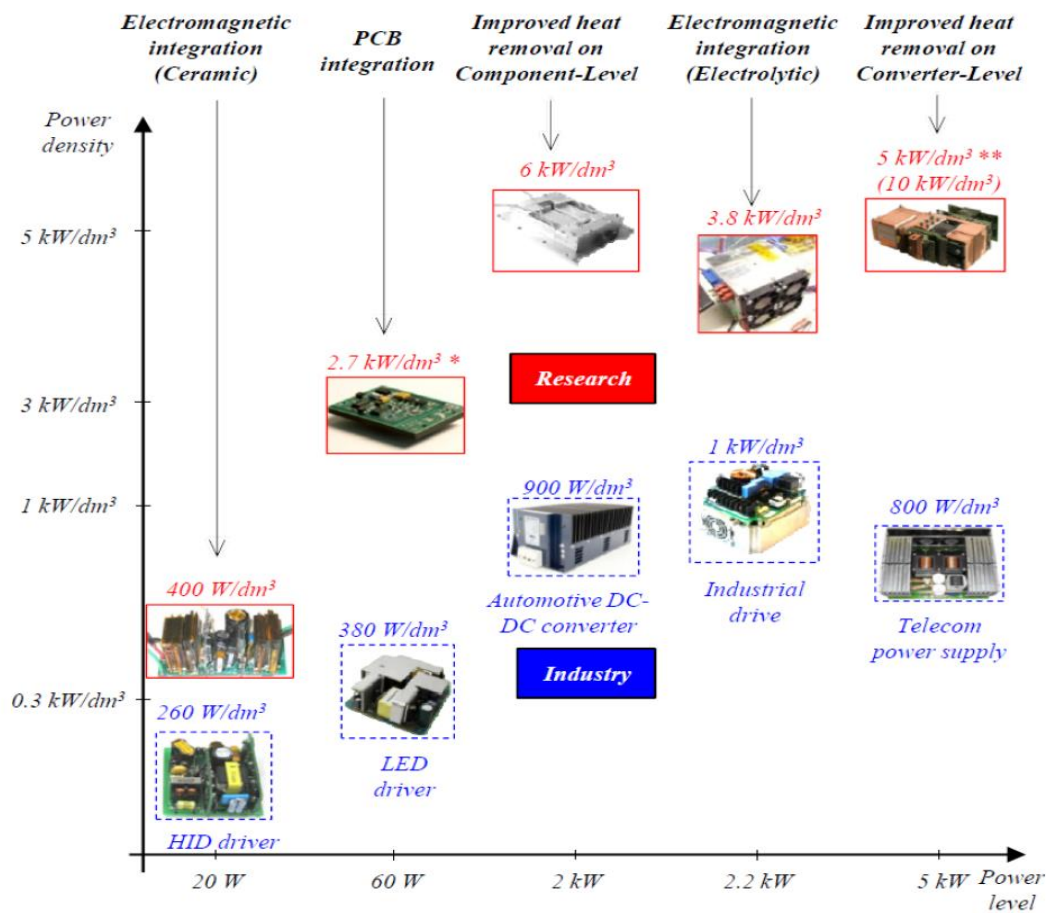 Electromagnetic
integration
(Ceramic)
PCB
integration
Improved heat
removal on
Component-Level
Electromagnetic
integration
(Electrolytic)
Improved heat
removal on
Converter-Level
Power
density
5 kW/dm³
3 kW/dm³
1 kW/dm³
0.3 kW/dm³
6 kW/dm³
3.8 kW/dm³
5 kW/dm³ **
(10 kW/dm³)
2.7 kW/dm³ *
Research
400 W/dm³
260 W/dm³
HID driver
380 W/dm³
LED
driver
900 W/dm³
Automotive DC-
DC converter
Industry
1 kW/dm³
Industrial
drive
800 W/dm³
Telecom
power supply
20 W
60 W
2 kW
2.2 kW
5 kW
Power
level